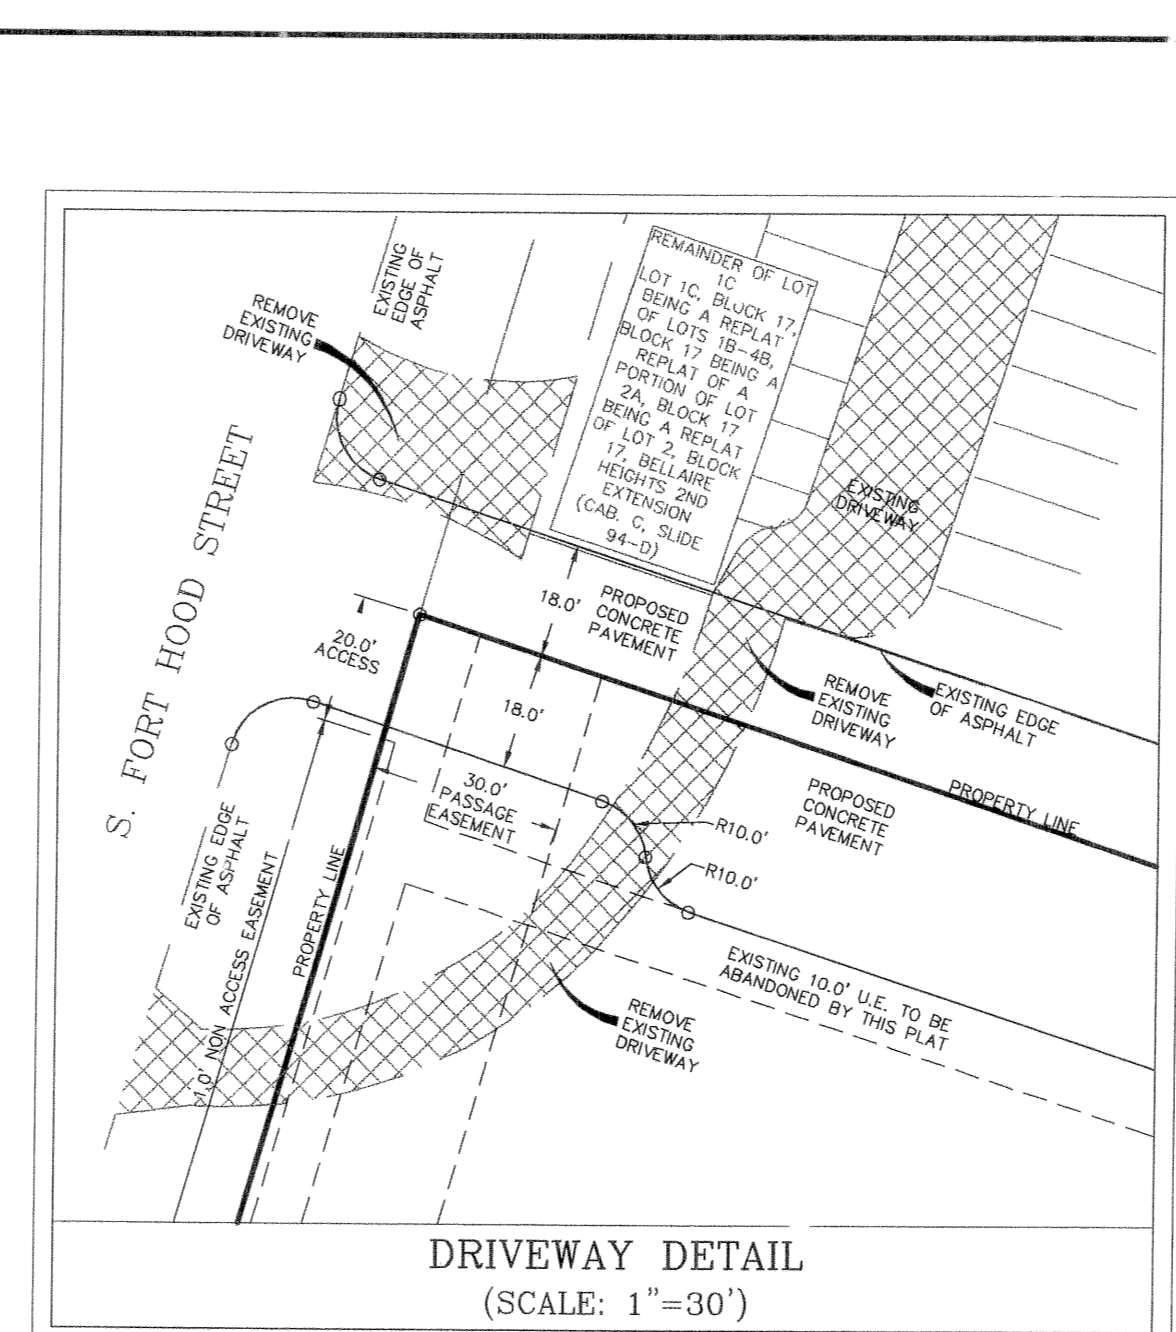 EXISTING
EDGE OF
ASPHALT
REMOVE
EXISTING
DRIVEWAY
REMAINDER OF LOT
1C
LOT 1C, BLOCK 17,
BEING A REPLAT
OF LOTS 1B-4B,
BLOCK 17 BEING A
REPLAT OF A
PORTION OF LOT
2A, BLOCK 17
BEING A REPLAT
OF LOT 2, BLOCK
17, BELLAIRE
HEIGHTS 2ND
EXTENSION
(CAB. C, SLIDE
94-D)
EXISTING
DRIVEWAY
S. FORT HOOD STREET
18.0'
PROPOSED
CONCRETE
PAVEMENT
20.0'
ACCESS
18.0'
REMOVE
EXISTING
DRIVEWAY
EXISTING EDGE
OF ASPHALT
30.0'
PASSAGE
EASEMENT
PROPOSED
CONCRETE
PAVEMENT
PROPERTY LINE
R10.0'
R10.0'
EXISTING EDGE
OF ASPHALT
1.0' NON ACCESS EASEMENT
PROPERTY LINE
EXISTING 10.0' U.E. TO BE
ABANDONED BY THIS PLAT
REMOVE
EXISTING
DRIVEWAY
DRIVEWAY DETAIL
(SCALE: 1"=30')